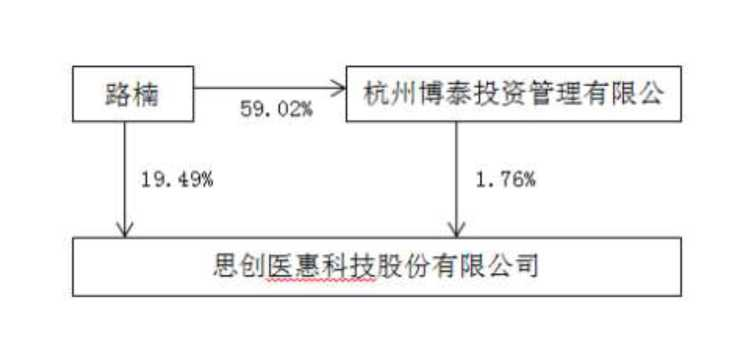 路楠
59.02%
杭州博泰投资管理有限公
19.49%
1.76%
思创医惠科技股份有限公司